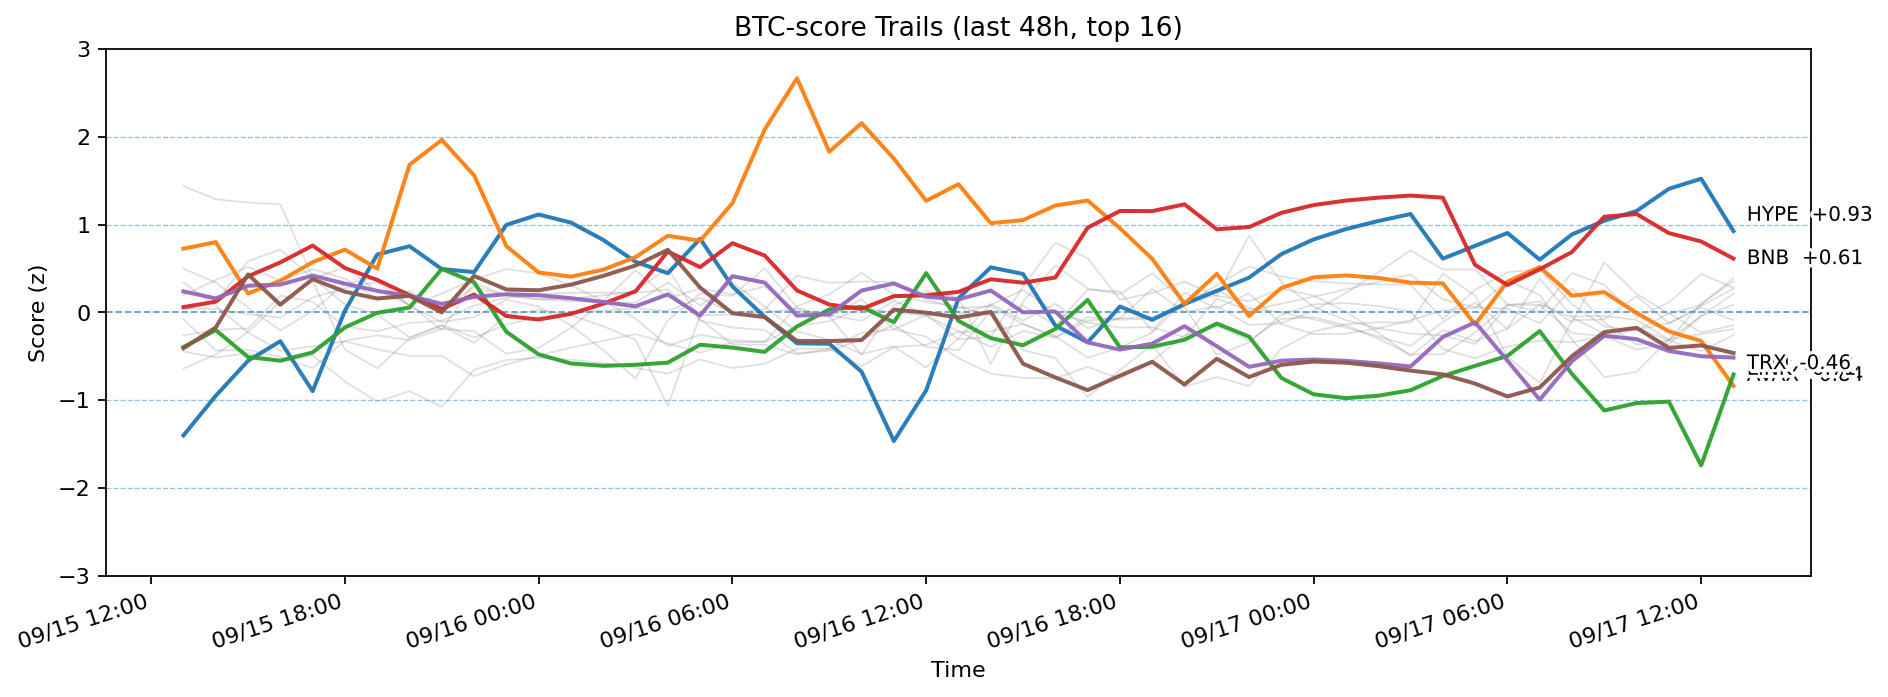 BTC-score Trails (last 48h, top 16)
Score (z)
3
2
1
0
−1
−2
−3
HYPE +0.93
BNB +0.61
TRX -0.46
09/15 12:00
09/15 18:00
09/16 00:00
09/16 06:00
09/16 12:00
09/16 18:00
09/17 00:00
09/17 06:00
09/17 12:00
Time